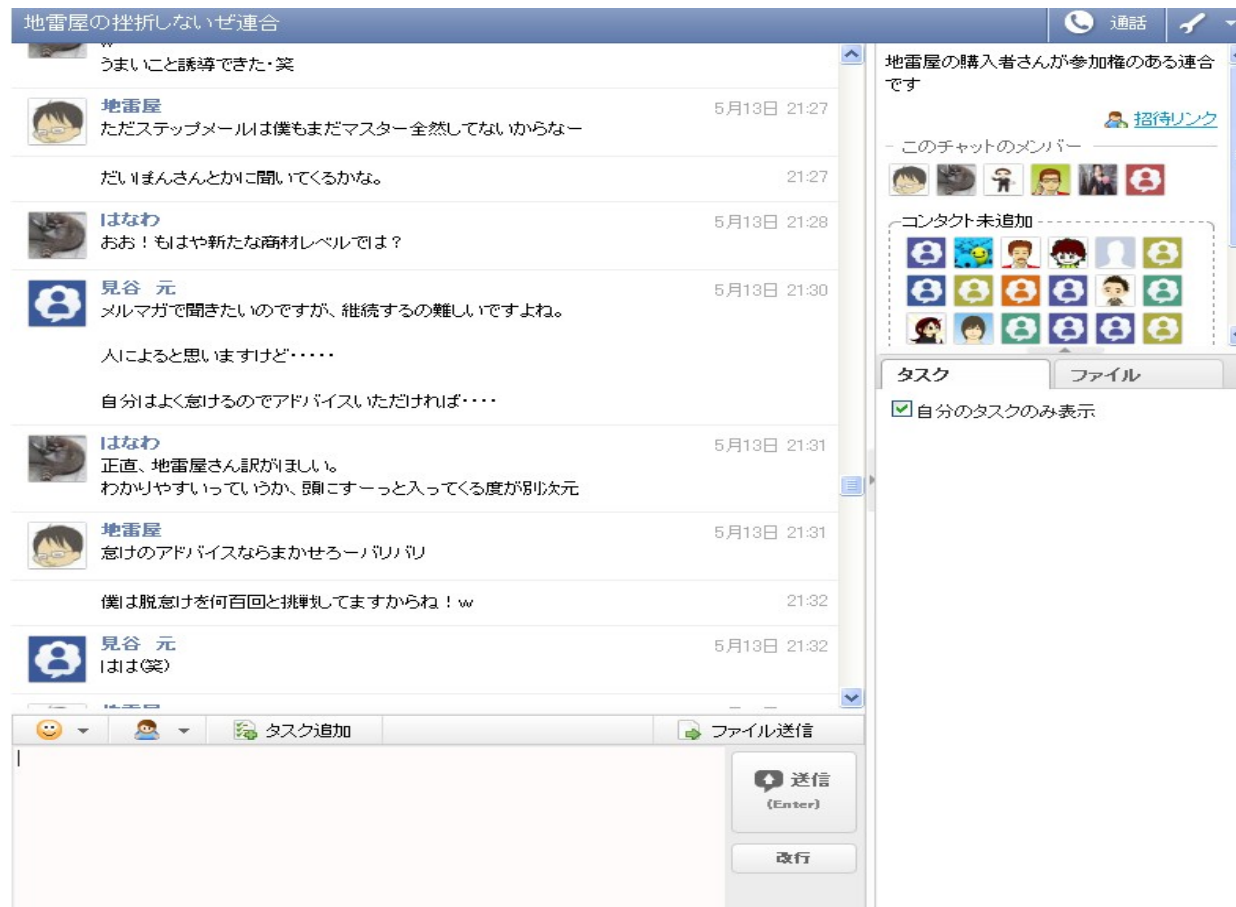 地雷屋の挫折しないぜ連合
通話
w
うまいこと誘導できた・笑
地雷屋
5月13日 21:27
ただステップメールは僕もまだマスター全然してないからなー
だいぽんさんとかに聞いてくるかな。
21:27
はなわ
5月13日 21:28
おお！もはや新たな商材レベルでは？
見谷 元
5月13日 21:30
メルマガで聞きたいのですが、継続するの難しいですよね。
人によると思いますけど・・・・・
自分はよく怠けるのでアドバイスいただければ・・・・
はなわ
5月13日 21:31
正直、地雷屋さん訳がほしい。
わかりやすいっていうか、頭にすーっと入ってくる度が別次元
地雷屋
5月13日 21:31
怠けのアドバイスならまかせろーバリバリ
僕は脱怠けを何百回と挑戦してますからね！w
21:32
見谷 元
5月13日 21:32
はは(笑)
地雷屋
タスク追加
ファイル送信
送信
(Enter)
改行
地雷屋の購入者さんが参加権のある連合
です
招待リンク
このチャットのメンバー
コンタクト未追加
タスク
ファイル
自分のタスクのみ表示